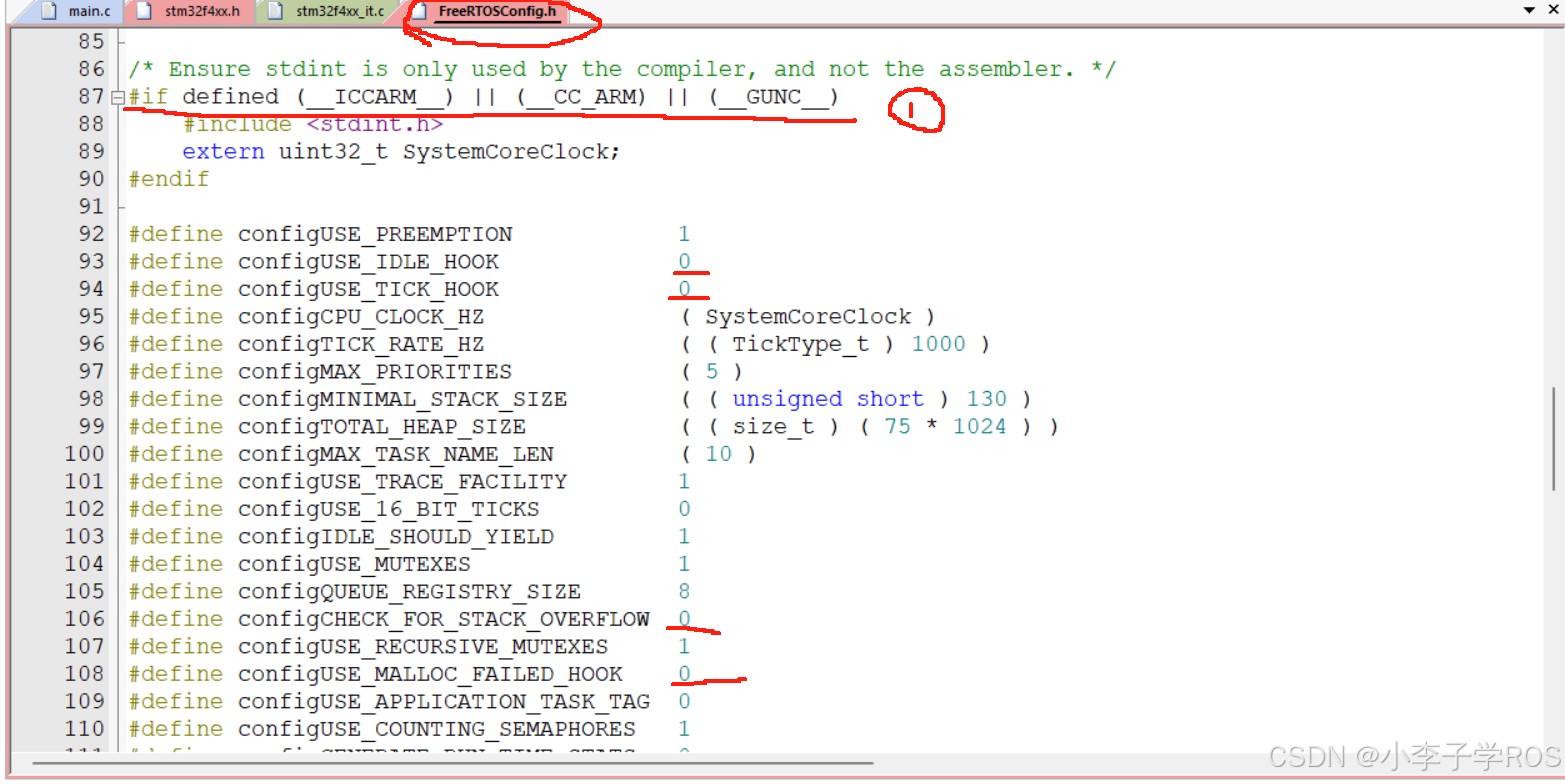 main.c stm32f4xx.h stm32f4xx_it.c FreeRTOSConfig.h
85
86 /* Ensure stdint is only used by the compiler, and not the assembler. */
87 #if defined (__ICCARM__) || (__CC_ARM) || (__GUNC__) 1
88 #include <stdint.h>
89 extern uint32_t SystemCoreClock;
90 #endif
91
92 #define configUSE_PREEMPTION 1
93 #define configUSE_IDLE_HOOK 0
94 #define configUSE_TICK_HOOK 0
95 #define configCPU_CLOCK_HZ ( SystemCoreClock )
96 #define configTICK_RATE_HZ ( ( TickType_t ) 1000 )
97 #define configMAX_PRIORITIES ( 5 )
98 #define configMINIMAL_STACK_SIZE ( ( unsigned short ) 130 )
99 #define configTOTAL_HEAP_SIZE ( ( size_t ) ( 75 * 1024 ) )
100 #define configMAX_TASK_NAME_LEN ( 10 )
101 #define configUSE_TRACE_FACILITY 1
102 #define configUSE_16_BIT_TICKS 0
103 #define configIDLE_SHOULD_YIELD 1
104 #define configUSE_MUTEXES 1
105 #define configQUEUE_REGISTRY_SIZE 8
106 #define configCHECK_FOR_STACK_OVERFLOW 0
107 #define configUSE_RECURSIVE_MUTEXES 1
108 #define configUSE_MALLOC_FAILED_HOOK 0
109 #define configUSE_APPLICATION_TASK_TAG 0
110 #define configUSE_COUNTING_SEMAPHORES 1
CSDN @小李子学ROS